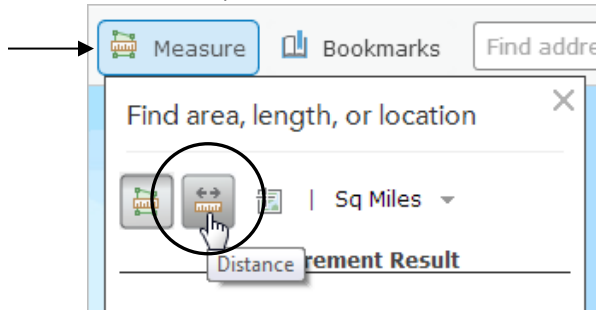 Measure Bookmarks Find addre
Find area, length, or location
| Sq Miles
Distance rement Result